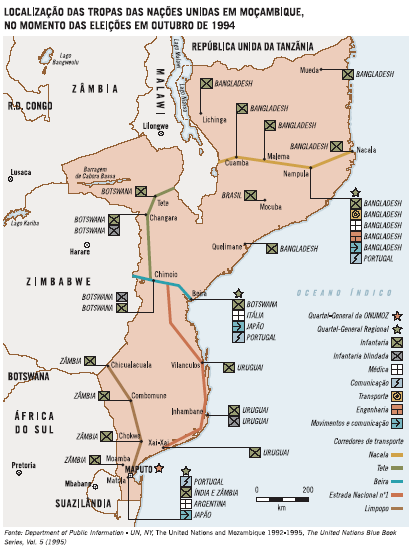 LOCALIZAÇÃO DAS TROPAS DAS NAÇÕES UNIDAS EM MOÇAMBIQUE,
NO MOMENTO DAS ELEIÇÕES EM OUTUBRO DE 1994
REPÚBLICA UNIDA DA TANZÂNIA
Lago
Bangweolu
ZÂMBIA
MALAWI
Lago Niassa
Mueda
BANGLADESH
BANGLADESH
R.D. CONGO
Lichinga
BANGLADESH
Lilongwe
BANGLADESH
BANGLADESH
Nacala
Cuamba
Malema
Nampula
Lusaca
Barragem
de Cahora Bassa
BOTSWANA
Tete
BRASIL
Mocuba
BANGLADESH
BANGLADESH
BANGLADESH
BANGLADESH
BANGLADESH
PORTUGAL
Lago Kariba
BOTSWANA
BOTSWANA
Changara
Harare
Quelimane
BANGLADESH
ZIMBABWE
Chimoio
BOTSWANA
BOTSWANA
Beira
BOTSWANA
ITÁLIA
JAPÃO
PORTUGAL
OCEANO ÍNDICO
Quartel-General da ONUMOZ
Quartel-General Regional
Infantaria
Infantaria blindada
Médica
Comunicação
Transporte
Engenharia
Movimentos e comunicação
ZÂMBIA
Chicualacuala
Vilanculos
URUGUAI
BOTSWANA
ZÂMBIA
Combomune
ÁFRICA
DO SUL
Inhambane
URUGUAI
URUGUAI
ZÂMBIA
Chokwe
Xai-Xai
URUGUAI
Corredores de transporte
Nacala
Tete
Beira
Estrada Nacional nº1
Limpopo
Pretoria
ZÂMBIA
Moamba
MAPUTO
Matola
Mbabang
SUAZILÂNDIA
PORTUGAL
ÍNDIA E ZÂMBIA
ARGENTINA
JAPÃO
0 200
km
Fonte: Department of Public Information • UN, NY, The United Nations and Mozambique 1992•1995, The United Nations Blue Book
Series, Vol. 5 (1995)